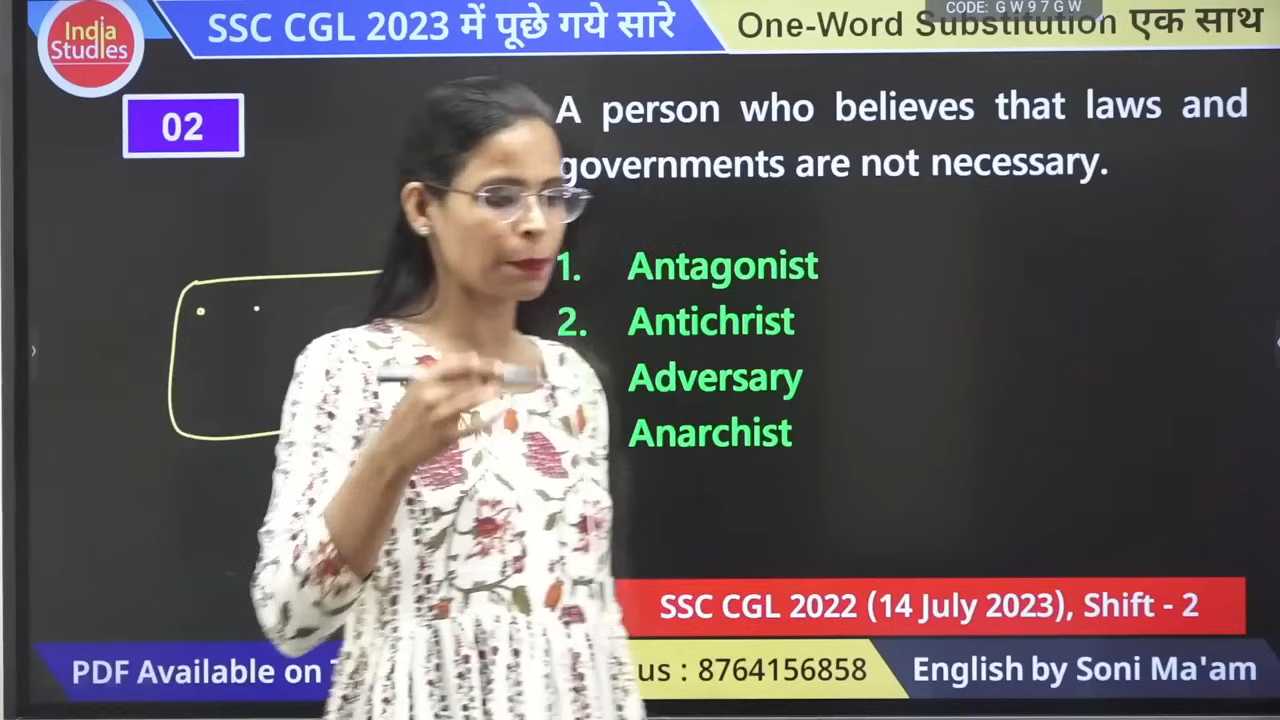 India
Studies
SSC CGL 2023 में पूछे गये सारे
One-Word Substitution एक साथ
CODE: GW97GW
02
A person who believes that laws and
governments are not necessary.
1. Antagonist
2. Antichrist
Adversary
Anarchist
SSC CGL 2022 (14 July 2023), Shift - 2
PDF Available on
us : 8764156858
English by Soni Ma'am